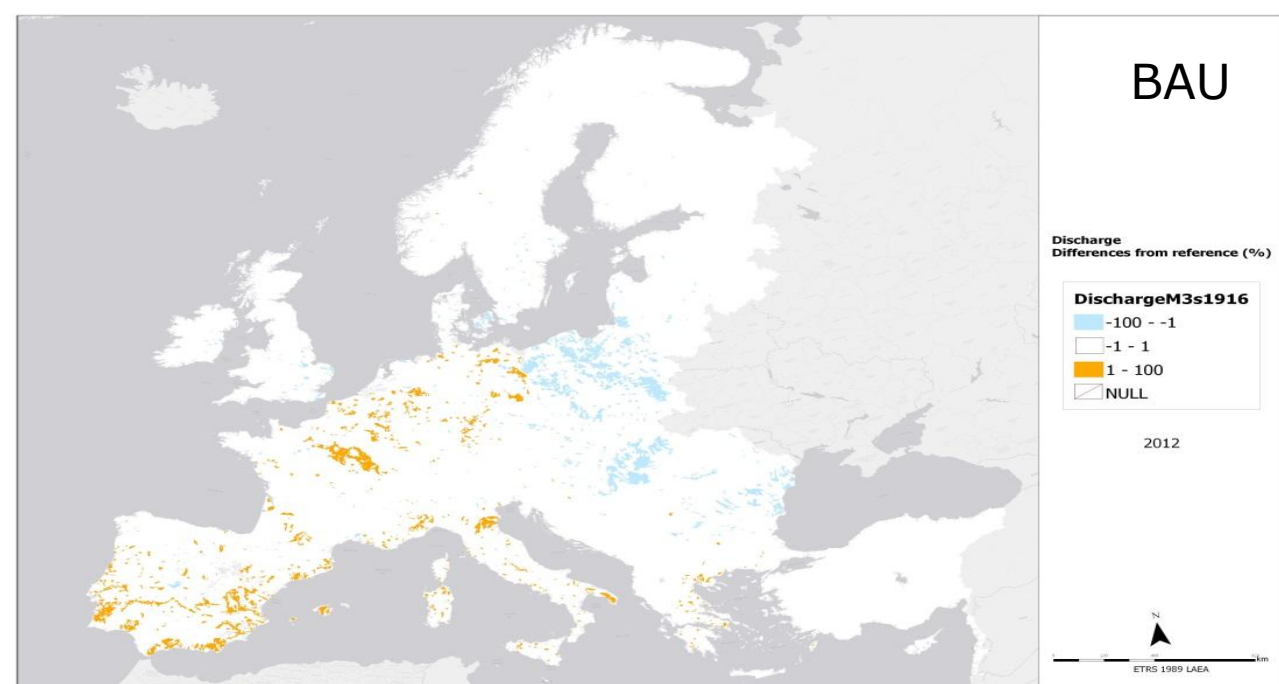 BAU
Discharge
Differences from reference (%)
DischargeM3s1916
-100 - -1
-1 - 1
1 - 100
NULL
2012
N
km
ETRS 1989 LAEA